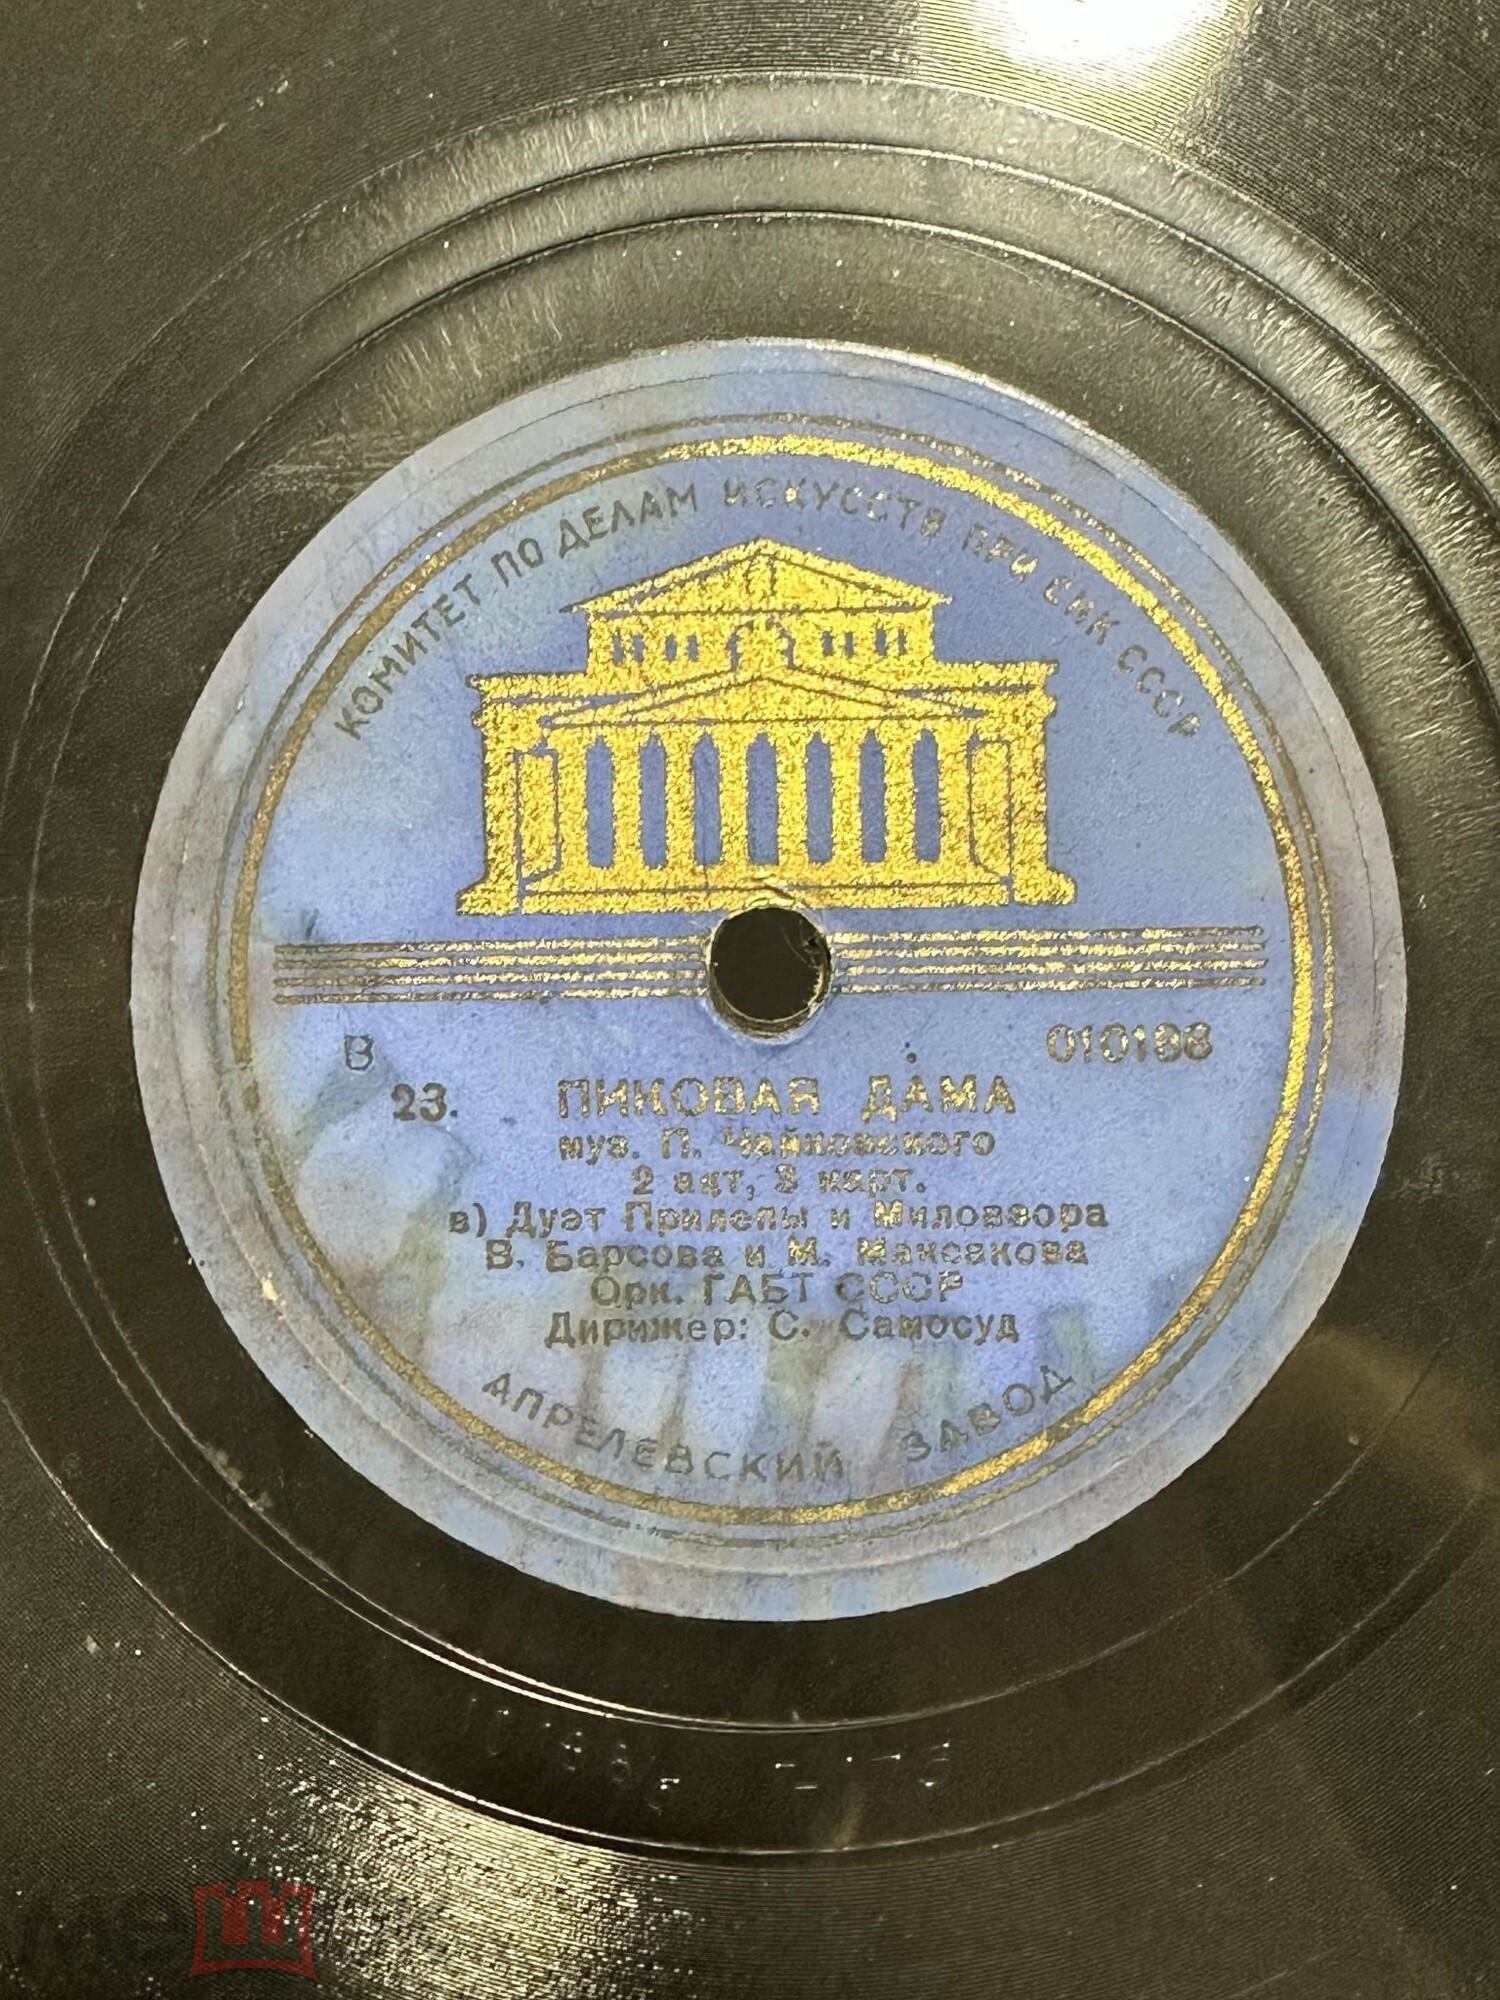 КОМИТЕТ ПО ДЕЛАМ ИСКУССТВ ПРИ СНК СССР
В 010188
23. ПИКОВАЯ ДАМА
муз. П. Чайковского
2 акт, 3 карт.
в) Дуэт Прилепы и Миловзора
В. Барсова и М. Максакова
Орк. ГАБТ СССР
Дирижер: С. Самосуд
АПРЕЛЕВСКИЙ ЗАВОД